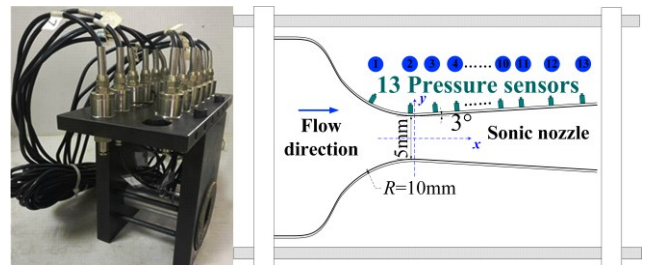 1 2 3 4 ...... 10 11 12 13
13 Pressure sensors
y
Flow direction
5mm
3°
x
Sonic nozzle
R=10mm